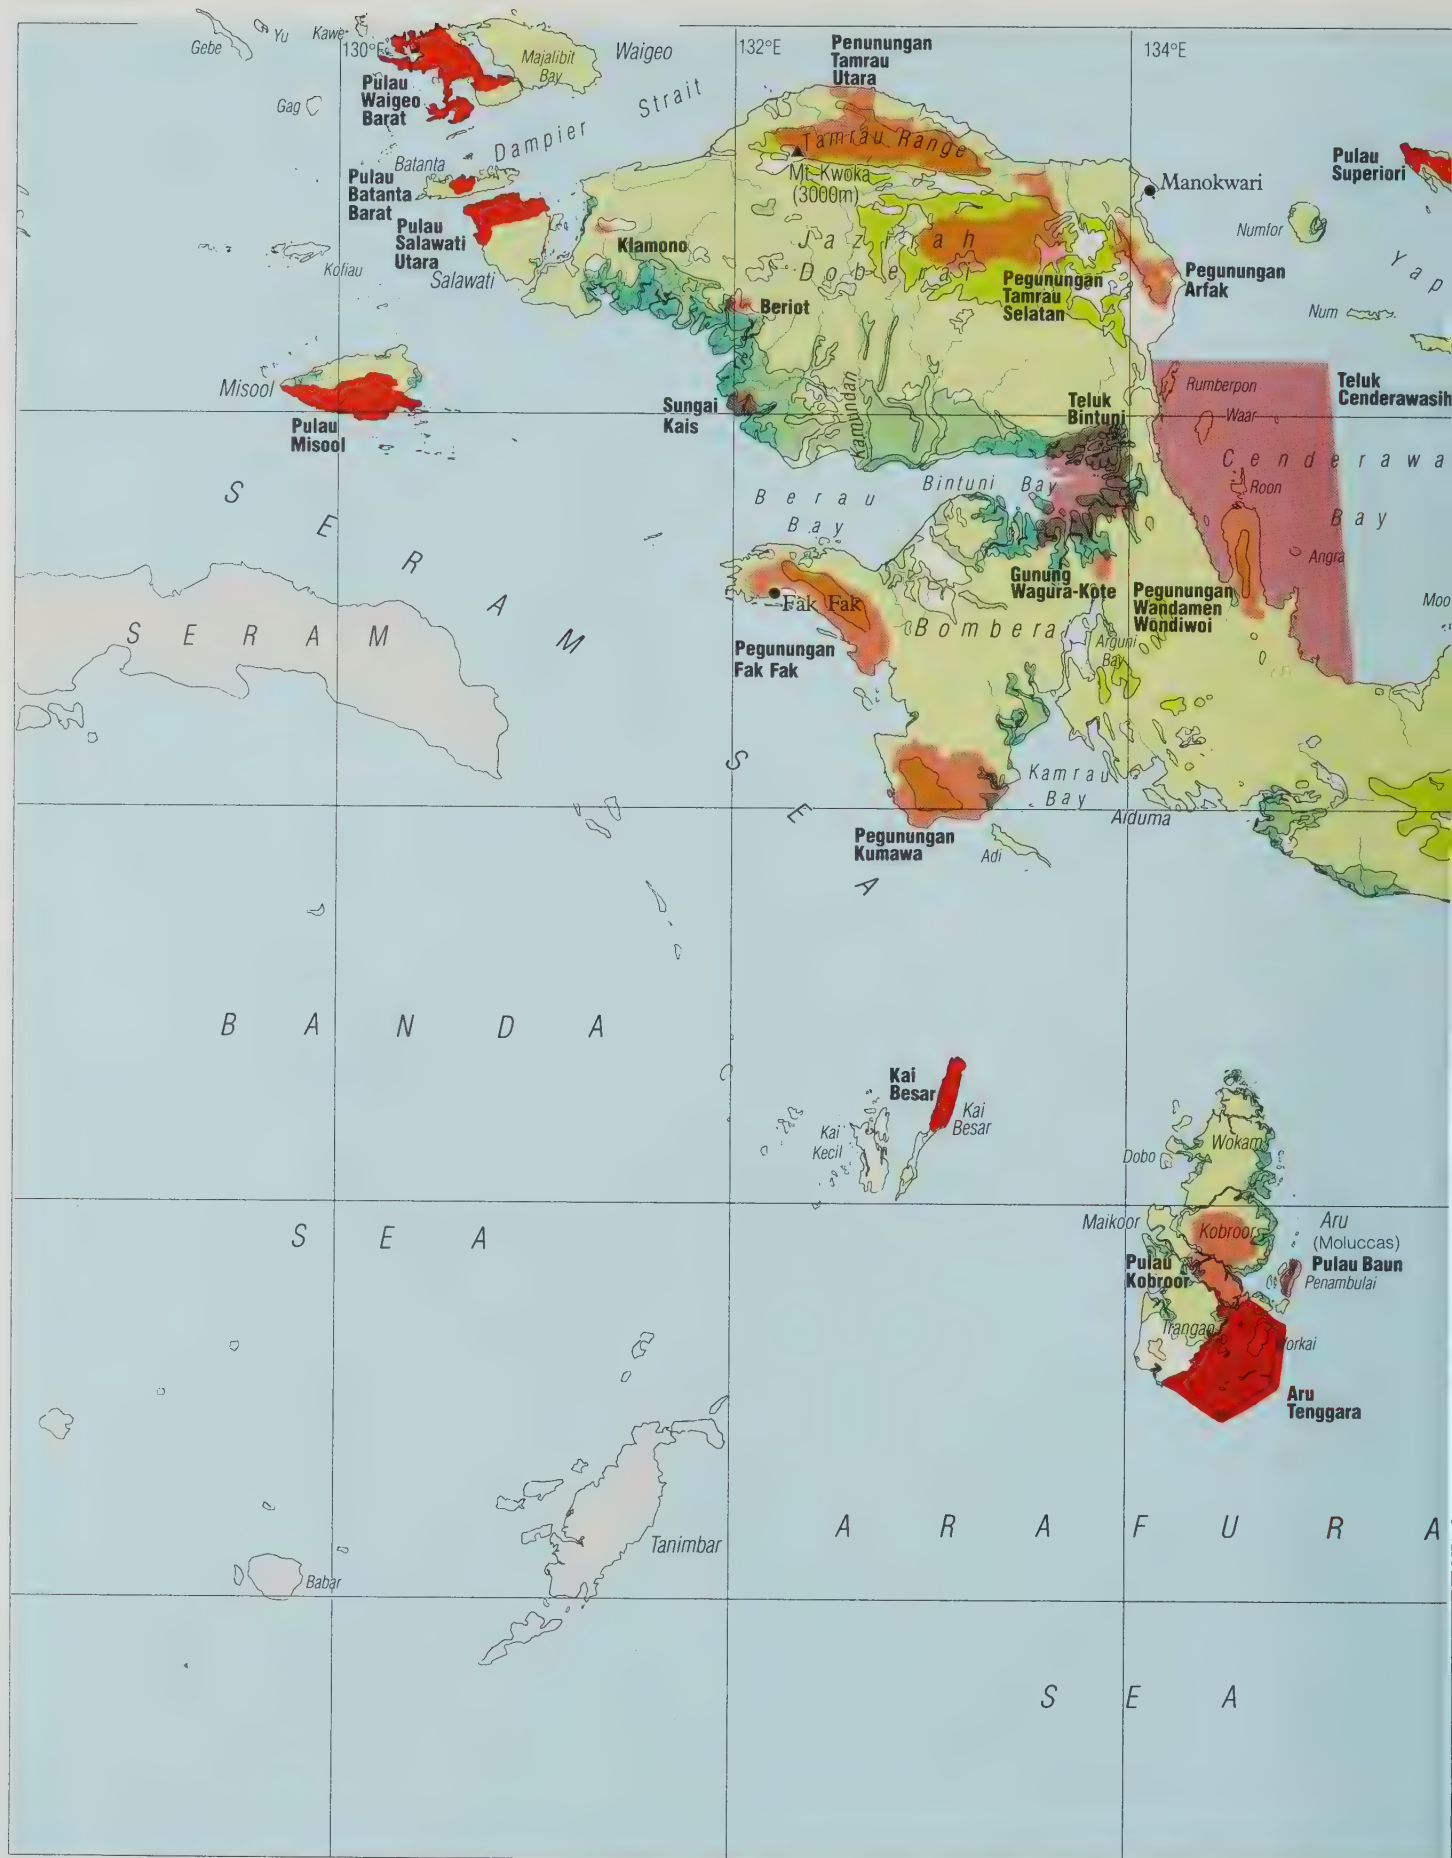 Gebe
Yu
Kawe
130°E
Majalibit
Bay
Waigeo
132°E
Penunungan
Tamrau
Utara
134°E
Pulau
Waigeo
Barat
Gag
Dampier Strait
Tamrau Range
Mt. Kwoka
(3000m)
Manokwari
Pulau
Superiori
Batanta
Pulau
Batanta
Barat
Pulau
Salawati
Utara
Kofiau
Salawati
Klamono
Jazirah
Doberai
Numfor
Yap
Pegunungan
Tamrau
Selatan
Pegunungan
Arfak
Beriot
Num
Misool
Pulau
Misool
Sungai
Kais
Kamundan
Teluk
Bintuni
Rumberpon
Waar
Teluk
Cenderawasih
Cenderawa
Bay
Roon
Angra
Berau
Bay
Bintuni Bay
SERAM
SEA
SERAM
Fak Fak
Pegunungan
Fak Fak
Gunung
Wagura-Kote
Pegunungan
Wandamen
Wondiwoi
Moo
Bombera
Arguni
Bay
Kamrau
Bay
Aiduma
Pegunungan
Kumawa
Adi
BANDA
SEA
Kai
Besar
Kai
Besar
Kai
Kecil
Wokam
Dobo
Maikoor
Kobroor
Aru
(Moluccas)
Pulau
Kobroor
Pulau Baun
Penambulai
Trangan
Workai
Aru
Tenggara
ARAFURA
SEA
Tanimbar
Babar